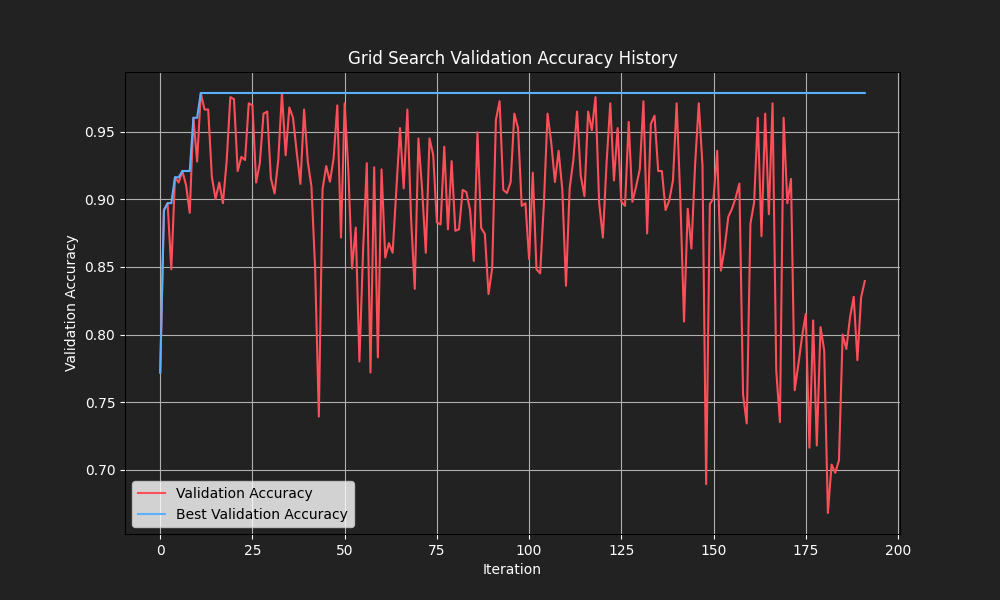 Grid Search Validation Accuracy History
Validation Accuracy
0.95
0.90
0.85
0.80
0.75
0.70
Validation Accuracy
Best Validation Accuracy
0 25 50 75 100 125 150 175 200
Iteration